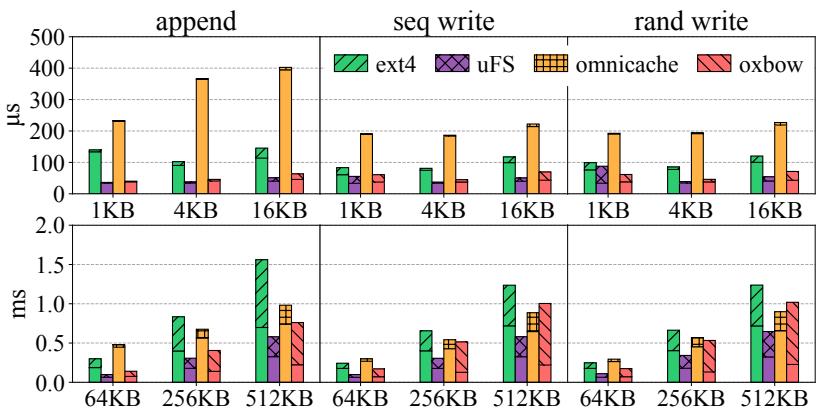 append seq write rand write
500
400
300
200
100
0
μs
ext4 uFS omnicache oxbow
1KB 4KB 16KB 1KB 4KB 16KB 1KB 4KB 16KB
2.0
1.5
1.0
0.5
0.0
ms
64KB 256KB 512KB 64KB 256KB 512KB 64KB 256KB 512KB